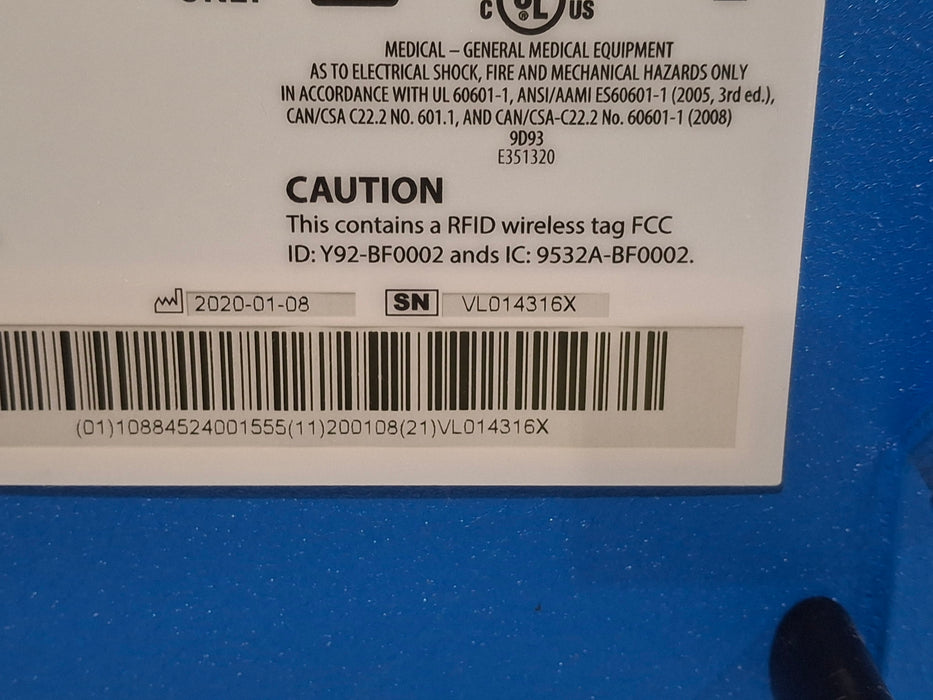 C UL US
MEDICAL – GENERAL MEDICAL EQUIPMENT
AS TO ELECTRICAL SHOCK, FIRE AND MECHANICAL HAZARDS ONLY
IN ACCORDANCE WITH UL 60601-1, ANSI/AAMI ES60601-1 (2005, 3rd ed.),
CAN/CSA C22.2 NO. 601.1, AND CAN/CSA-C22.2 No. 60601-1 (2008)
9D93
E351320
CAUTION
This contains a RFID wireless tag FCC
ID: Y92-BF0002 ands IC: 9532A-BF0002.
2020-01-08 SN VL014316X
(01)10884524001555(11)200108(21)VL014316X